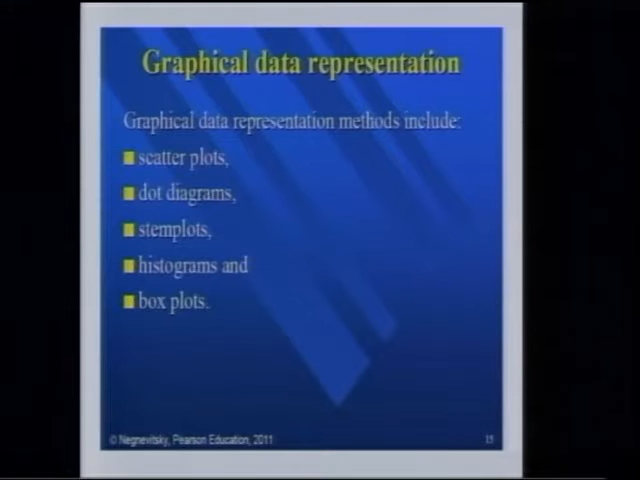 Graphical data representation
Graphical data representation methods include:
scatter plots,
dot diagrams,
stemplots,
histograms and
box plots.
© Negnevitsky, Pearson Education, 2011
15